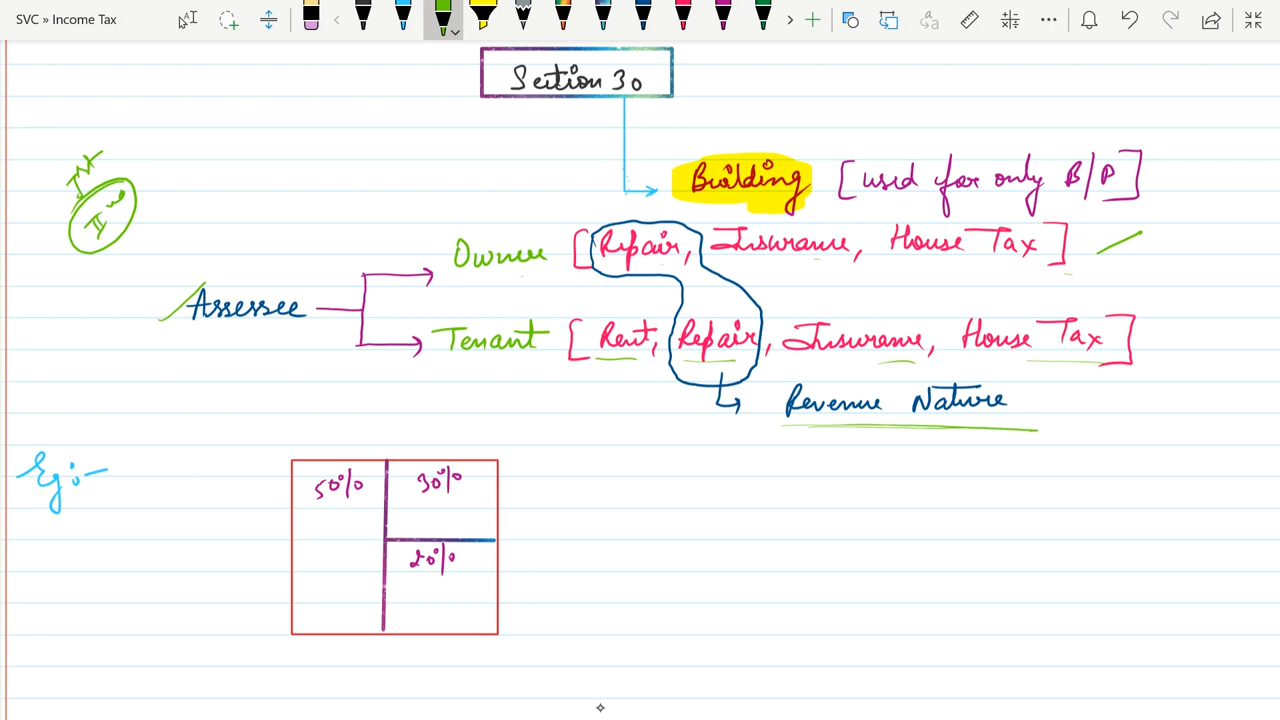 SVC » Income Tax
Section 30
Building [used for only B/P]
Owner [Repair, Insurance, House Tax]
Assessee
Tenant [Rent, Repair, Insurance, House Tax]
Revenue Nature
Eg:-
50% 30%
20%